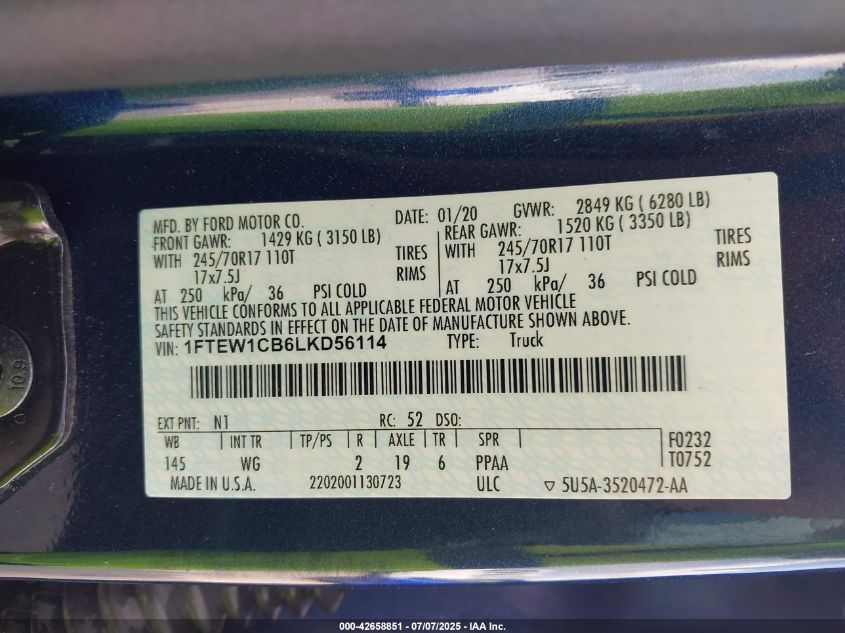 MFD. BY FORD MOTOR CO. DATE: 01/20 GVWR: 2849 KG ( 6280 LB)
FRONT GAWR: 1429 KG ( 3150 LB) REAR GAWR: 1520 KG ( 3350 LB)
WITH 245/70R17 110T TIRES WITH 245/70R17 110T TIRES
17x7.5J RIMS 17x7.5J RIMS
AT 250 kPa/ 36 PSI COLD AT 250 kPa/ 36 PSI COLD
THIS VEHICLE CONFORMS TO ALL APPLICABLE FEDERAL MOTOR VEHICLE
SAFETY STANDARDS IN EFFECT ON THE DATE OF MANUFACTURE SHOWN ABOVE.
VIN: 1FTEW1CB6LKD56114 TYPE: Truck
EXT PNT: N1 RC: 52 DSO:
WB INT TR TP/PS R AXLE TR SPR F0232
145 WG 2 19 6 PPAA T0752
MADE IN U.S.A. 2202001130723 ULC ▽ 5U5A-3520472-AA
10.9
000-42658851 - 07/07/2025 - IAA Inc.